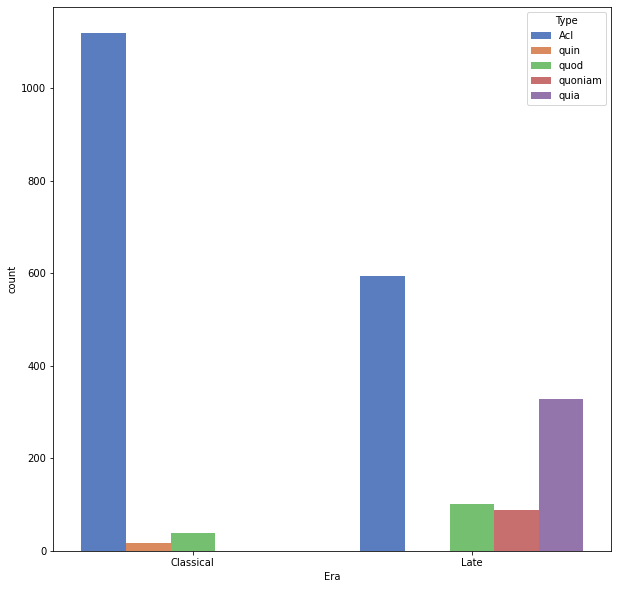 Type
AcI
quin
quod
quoniam
quia
1000
800
600
400
200
0
count
Classical
Late
Era